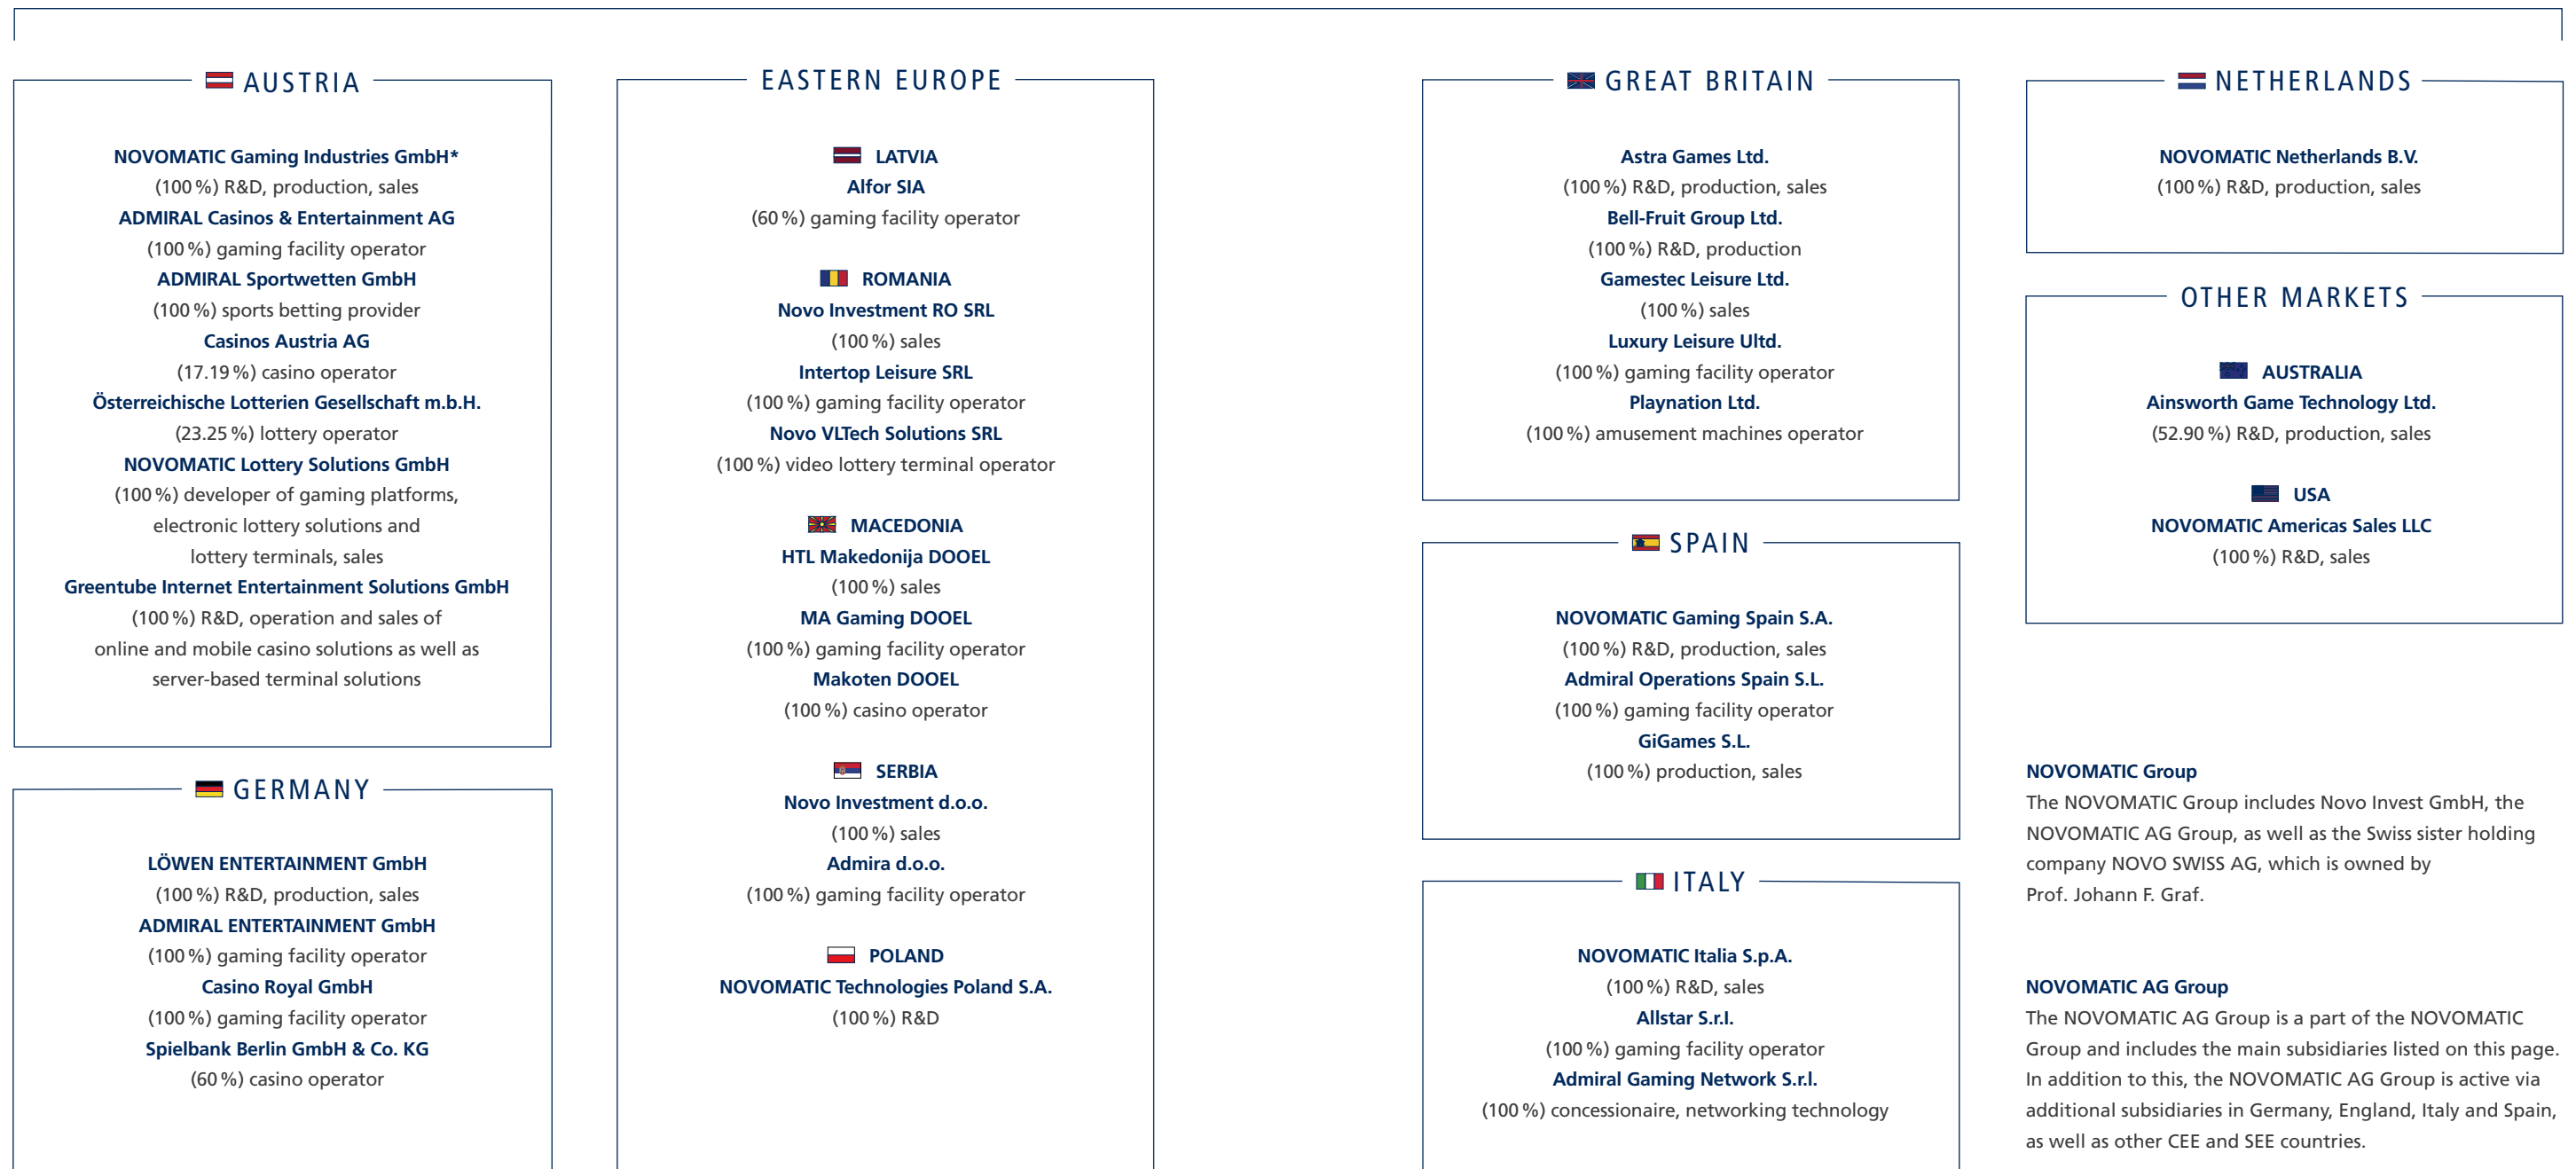 AUSTRIA
NOVOMATIC Gaming Industries GmbH*
(100 %) R&D, production, sales
ADMIRAL Casinos & Entertainment AG
(100 %) gaming facility operator
ADMIRAL Sportwetten GmbH
(100 %) sports betting provider
Casinos Austria AG
(17.19 %) casino operator
Österreichische Lotterien Gesellschaft m.b.H.
(23.25 %) lottery operator
NOVOMATIC Lottery Solutions GmbH
(100 %) developer of gaming platforms,
electronic lottery solutions and
lottery terminals, sales
Greentube Internet Entertainment Solutions GmbH
(100 %) R&D, operation and sales of
online and mobile casino solutions as well as
server-based terminal solutions
GERMANY
LÖWEN ENTERTAINMENT GmbH
(100 %) R&D, production, sales
ADMIRAL ENTERTAINMENT GmbH
(100 %) gaming facility operator
Casino Royal GmbH
(100 %) gaming facility operator
Spielbank Berlin GmbH & Co. KG
(60 %) casino operator
EASTERN EUROPE
LATVIA
Alfor SIA
(60 %) gaming facility operator
ROMANIA
Novo Investment RO SRL
(100 %) sales
Intertop Leisure SRL
(100 %) gaming facility operator
Novo VLTech Solutions SRL
(100 %) video lottery terminal operator
MACEDONIA
HTL Makedonija DOOEL
(100 %) sales
MA Gaming DOOEL
(100 %) gaming facility operator
Makoten DOOEL
(100 %) casino operator
SERBIA
Novo Investment d.o.o.
(100 %) sales
Admira d.o.o.
(100 %) gaming facility operator
POLAND
NOVOMATIC Technologies Poland S.A.
(100 %) R&D
GREAT BRITAIN
Astra Games Ltd.
(100 %) R&D, production, sales
Bell-Fruit Group Ltd.
(100 %) R&D, production
Gamestec Leisure Ltd.
(100 %) sales
Luxury Leisure Ultd.
(100 %) gaming facility operator
Playnation Ltd.
(100 %) amusement machines operator
SPAIN
NOVOMATIC Gaming Spain S.A.
(100 %) R&D, production, sales
Admiral Operations Spain S.L.
(100 %) gaming facility operator
GiGames S.L.
(100 %) production, sales
ITALY
NOVOMATIC Italia S.p.A.
(100 %) R&D, sales
Allstar S.r.l.
(100 %) gaming facility operator
Admiral Gaming Network S.r.l.
(100 %) concessionaire, networking technology
NETHERLANDS
NOVOMATIC Netherlands B.V.
(100 %) R&D, production, sales
OTHER MARKETS
AUSTRALIA
Ainsworth Game Technology Ltd.
(52.90 %) R&D, production, sales
USA
NOVOMATIC Americas Sales LLC
(100 %) R&D, sales
NOVOMATIC Group
The NOVOMATIC Group includes Novo Invest GmbH, the
NOVOMATIC AG Group, as well as the Swiss sister holding
company NOVO SWISS AG, which is owned by
Prof. Johann F. Graf.
NOVOMATIC AG Group
The NOVOMATIC AG Group is a part of the NOVOMATIC
Group and includes the main subsidiaries listed on this page.
In addition to this, the NOVOMATIC AG Group is active via
additional subsidiaries in Germany, England, Italy and Spain,
as well as other CEE and SEE countries.